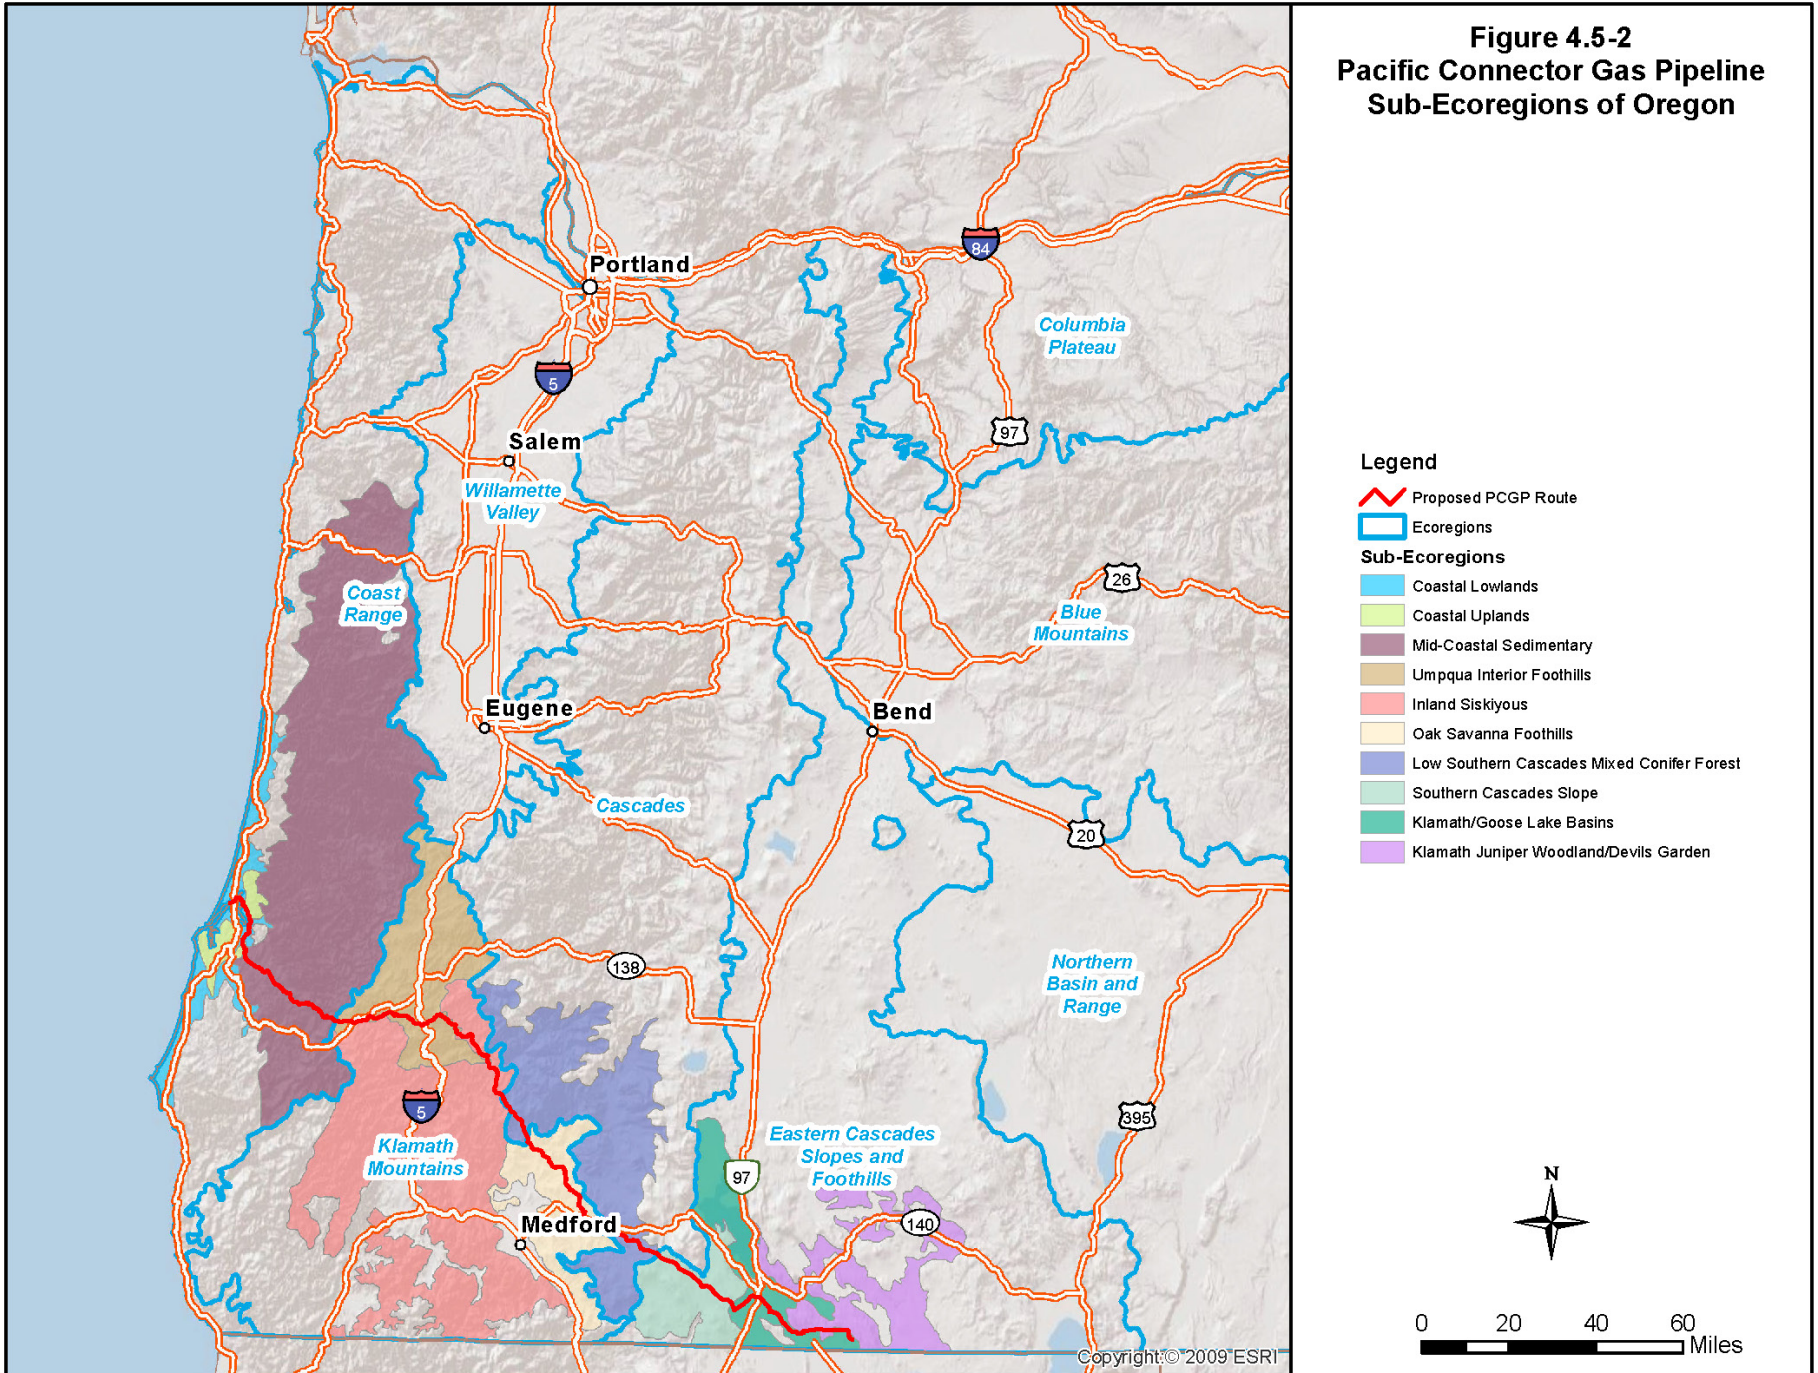 Figure 4.5-2
Pacific Connector Gas Pipeline
Sub-Ecoregions of Oregon
Portland
84
Columbia
Plateau
5
97
Salem
Willamette
Valley
Coast
Range
26
Blue
Mountains
Eugene
Bend
Cascades
20
138
Northern
Basin and
Range
5
Klamath
Mountains
395
Eastern Cascades
Slopes and
Foothills
97
140
Medford
Copyright:© 2009 ESRI
Legend
Proposed PCGP Route
Ecoregions
Sub-Ecoregions
Coastal Lowlands
Coastal Uplands
Mid-Coastal Sedimentary
Umpqua Interior Foothills
Inland Siskiyous
Oak Savanna Foothills
Low Southern Cascades Mixed Conifer Forest
Southern Cascades Slope
Klamath/Goose Lake Basins
Klamath Juniper Woodland/Devils Garden
N
0 20 40 60
Miles